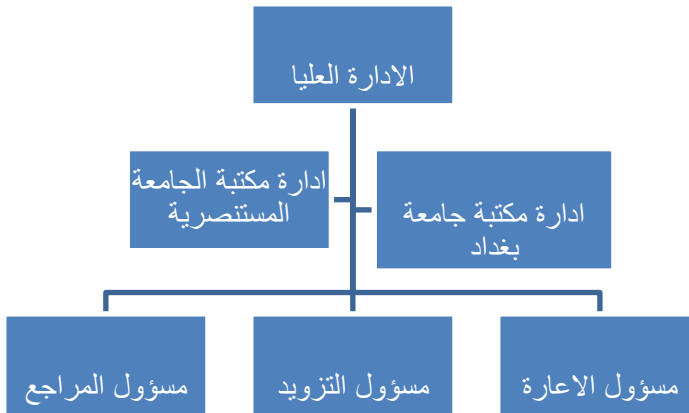 الادارة العليا
ادارة مكتبة جامعة
بغداد
ادارة مكتبة الجامعة
المستنصرية
مسؤول الاعارة
مسؤول التزويد
مسؤول المراجع